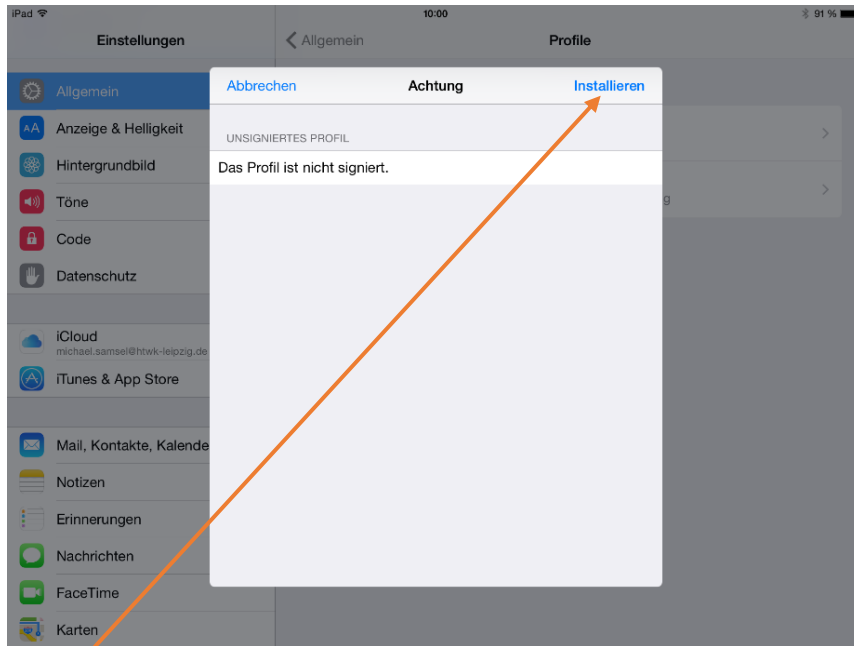 iPad 10:00 91 %
Einstellungen
Allgemein
Profile
Allgemein
Anzeige & Helligkeit
Hintergrundbild
Töne
Code
Datenschutz
iCloud
michael.samsel@htwk-leipzig.de
iTunes & App Store
Mail, Kontakte, Kalende
Notizen
Erinnerungen
Nachrichten
FaceTime
Karten
Abbrechen Achtung Installieren
UNSIGNIERTES PROFIL
Das Profil ist nicht signiert.
g